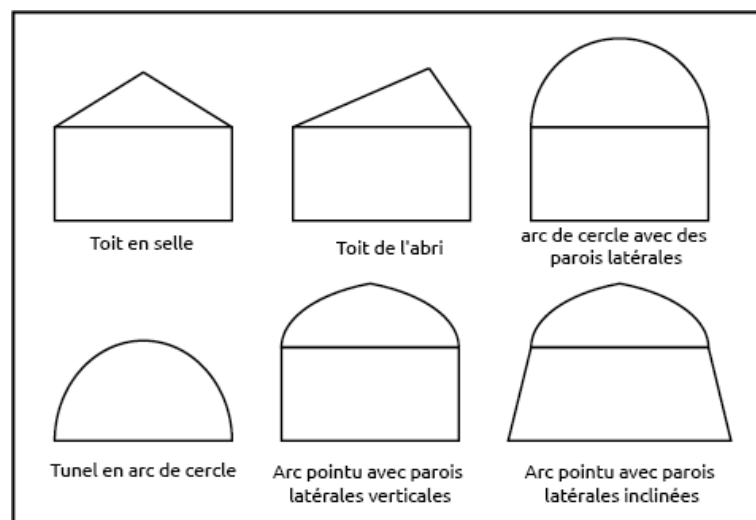 Toit en selle
Toit de l'abri
arc de cercle avec des
parois latérales
Tunel en arc de cercle
Arc pointu avec parois
latérales verticales
Arc pointu avec parois
latérales inclinées